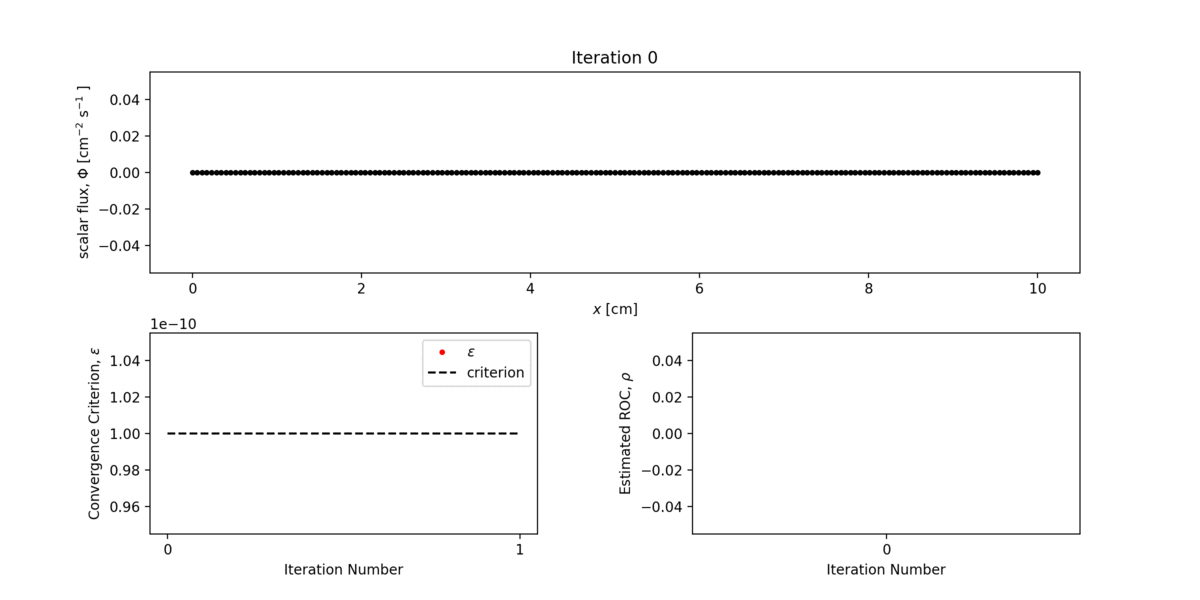 Iteration 0
scalar flux, Φ [cm⁻² s⁻¹ ]
0.04
0.02
0.00
−0.02
−0.04
0 2 4 6 8 10
x [cm]
1e−10
Convergence Criterion, ε
1.04
1.02
1.00
0.98
0.96
ε
criterion
0 1
Iteration Number
Estimated ROC, ρ
0.04
0.02
0.00
−0.02
−0.04
0
Iteration Number